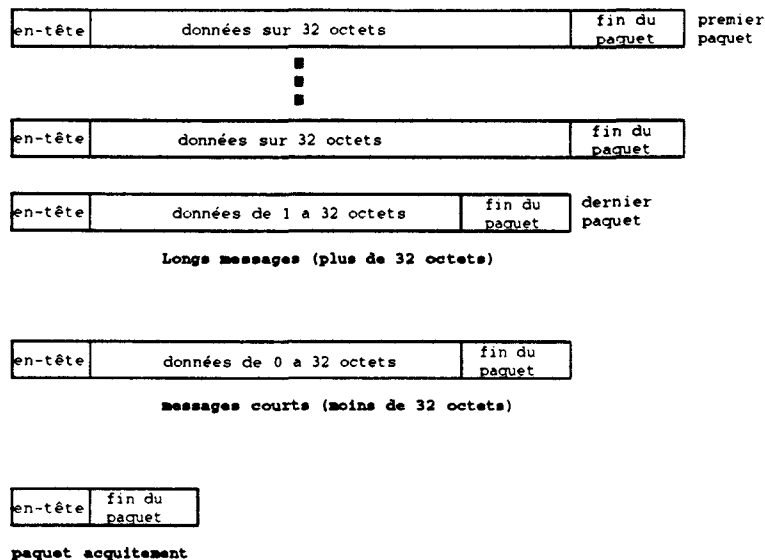 en-tête données sur 32 octets fin du paquet premier paquet
en-tête données sur 32 octets fin du paquet
en-tête données de 1 a 32 octets fin du paquet dernier paquet
Longs messages (plus de 32 octets)
en-tête données de 0 a 32 octets fin du paquet
messages courts (moins de 32 octets)
en-tête fin du paquet
paquet acquitement